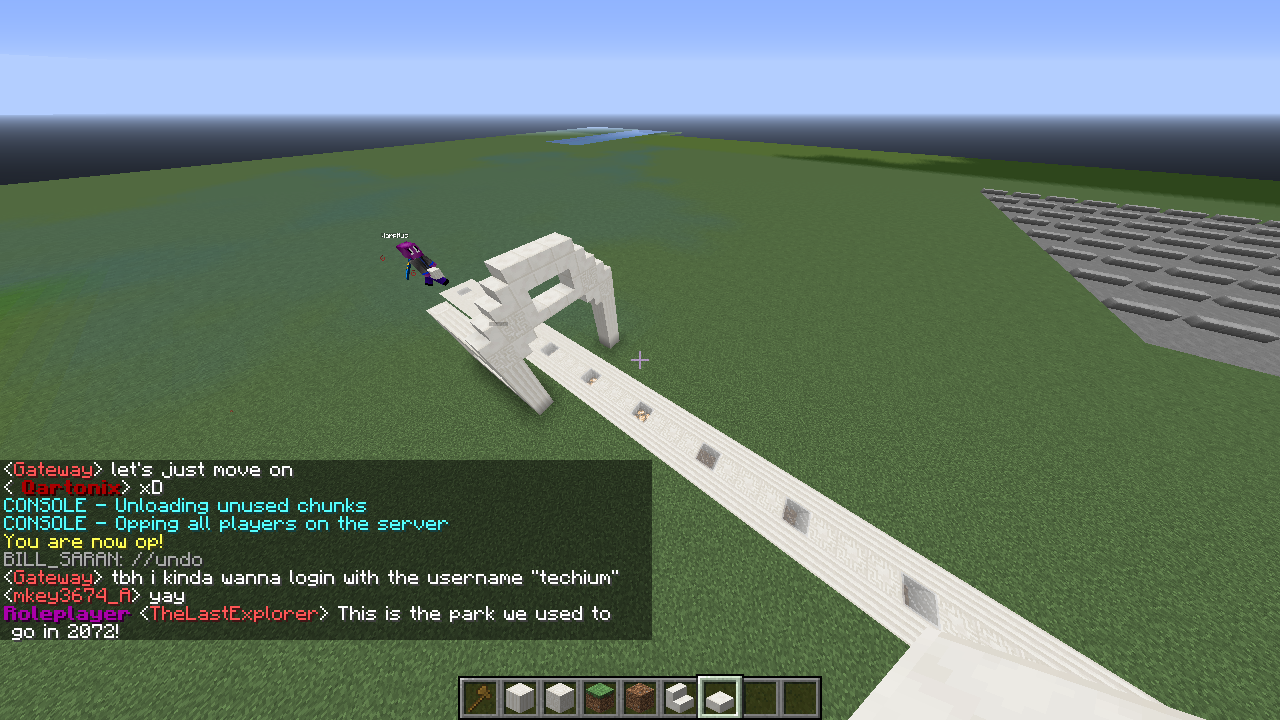 <Gateway> let's just move on
< Qartonix> xD
CONSOLE - Unloading unused chunks
CONSOLE - Opping all players on the server
You are now op!
BILL_SARAN: //undo
<Gateway> tbh i kinda wanna login with the username "techium"
<mkey3674_A> yay
Roleplayer <TheLastExplorer> This is the park we used to
go in 2072!